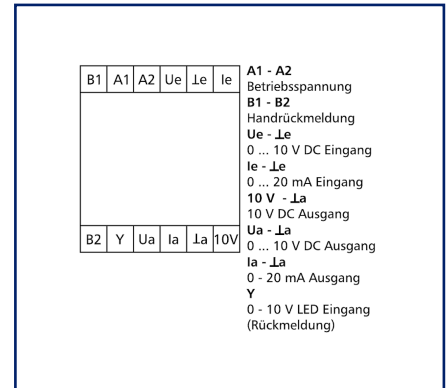 B1 A1 A2 Ue ⊥e Ie
A1 - A2
Betriebsspannung
B1 - B2
Handrückmeldung
Ue - ⊥e
0 ... 10 V DC Eingang
Ie - ⊥e
0 ... 20 mA Eingang
10 V - ⊥a
10 V DC Ausgang
Ua - ⊥a
0 ... 10 V DC Ausgang
Ia - ⊥a
0 - 20 mA Ausgang
Y
0 - 10 V LED Eingang
(Rückmeldung)
B2 Y Ua Ia ⊥a 10V